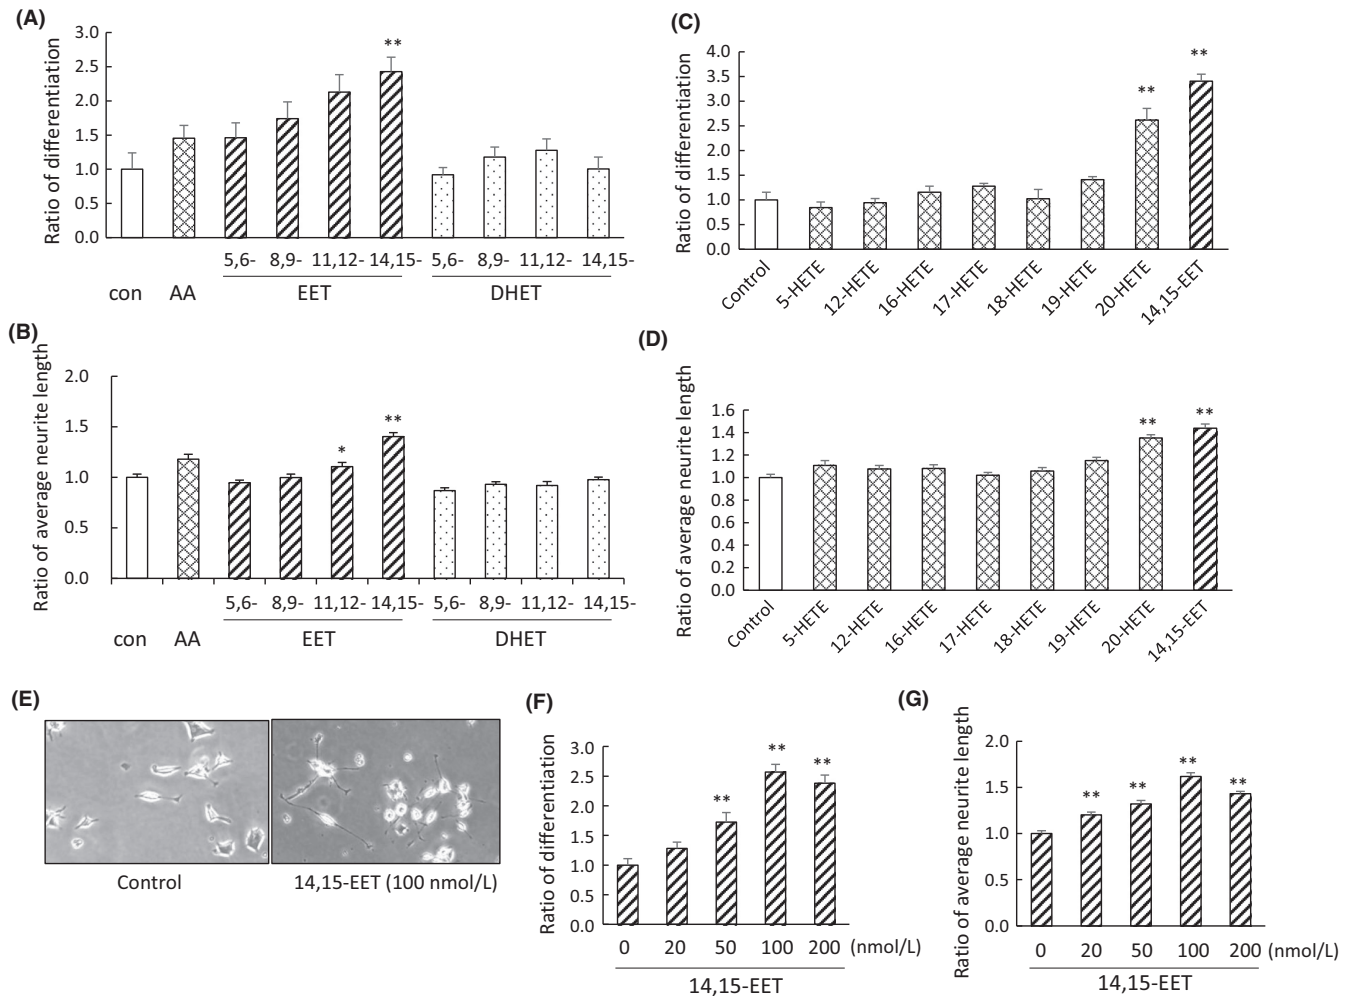 (A)
Ratio of differentiation
3.0
2.5
2.0
1.5
1.0
0.5
0.0
**
5,6- 8,9- 11,12- 14,15- 5,6- 8,9- 11,12- 14,15-
con AA EET DHET
(C)
Ratio of differentiation
4.0
3.5
3.0
2.5
2.0
1.5
1.0
0.5
0.0
** **
Control 5-HETE 12-HETE 16-HETE 17-HETE 18-HETE 19-HETE 20-HETE 14,15-EET
(B)
Ratio of average neurite length
2.0
1.5
1.0
0.5
0.0
* **
5,6- 8,9- 11,12- 14,15- 5,6- 8,9- 11,12- 14,15-
con AA EET DHET
(D)
Ratio of average neurite length
1.6
1.4
1.2
1.0
0.8
0.6
0.4
0.2
0.0
** **
Control 5-HETE 12-HETE 16-HETE 17-HETE 18-HETE 19-HETE 20-HETE 14,15-EET
(E)
Control 14,15-EET (100 nmol/L)
(F)
Ratio of differentiation
3.0
2.5
2.0
1.5
1.0
0.5
0.0
** ** **
0 20 50 100 200 (nmol/L)
14,15-EET
(G)
Ratio of average neurite length
2.0
1.5
1.0
0.5
0.0
** ** ** **
0 20 50 100 200 (nmol/L)
14,15-EET